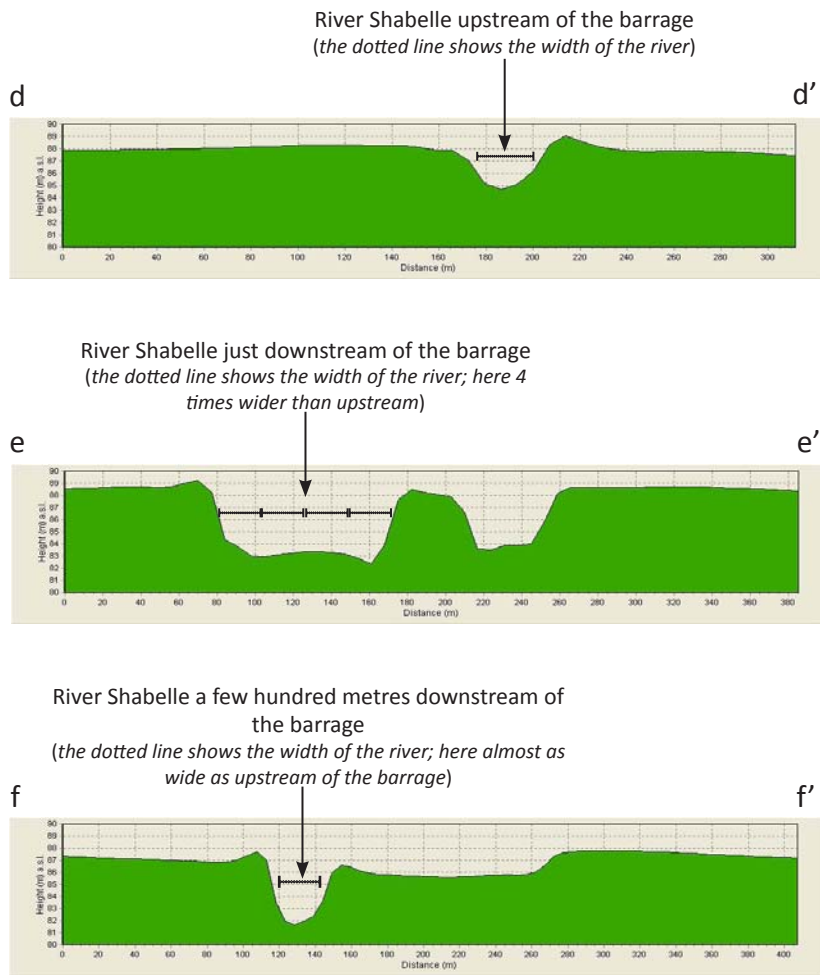 River Shabelle upstream of the barrage
(the dotted line shows the width of the river)
d d’
Height (m) a.s.l.
90
89
88
87
86
85
84
83
82
81
80
0 20 40 60 80 100 120 140 160 180 200 220 240 260 280 300
Distance (m)
River Shabelle just downstream of the barrage
(the dotted line shows the width of the river; here 4
times wider than upstream)
e e’
Height (m) a.s.l.
90
89
88
87
86
85
84
83
82
81
80
0 20 40 60 80 100 120 140 160 180 200 220 240 260 280 300 320 340 360 380
Distance (m)
River Shabelle a few hundred metres downstream of
the barrage
(the dotted line shows the width of the river; here almost as
wide as upstream of the barrage)
f f’
Height (m) a.s.l.
90
89
88
87
86
85
84
83
82
81
80
0 20 40 60 80 100 120 140 160 180 200 220 240 260 280 300 320 340 360 380 400
Distance (m)